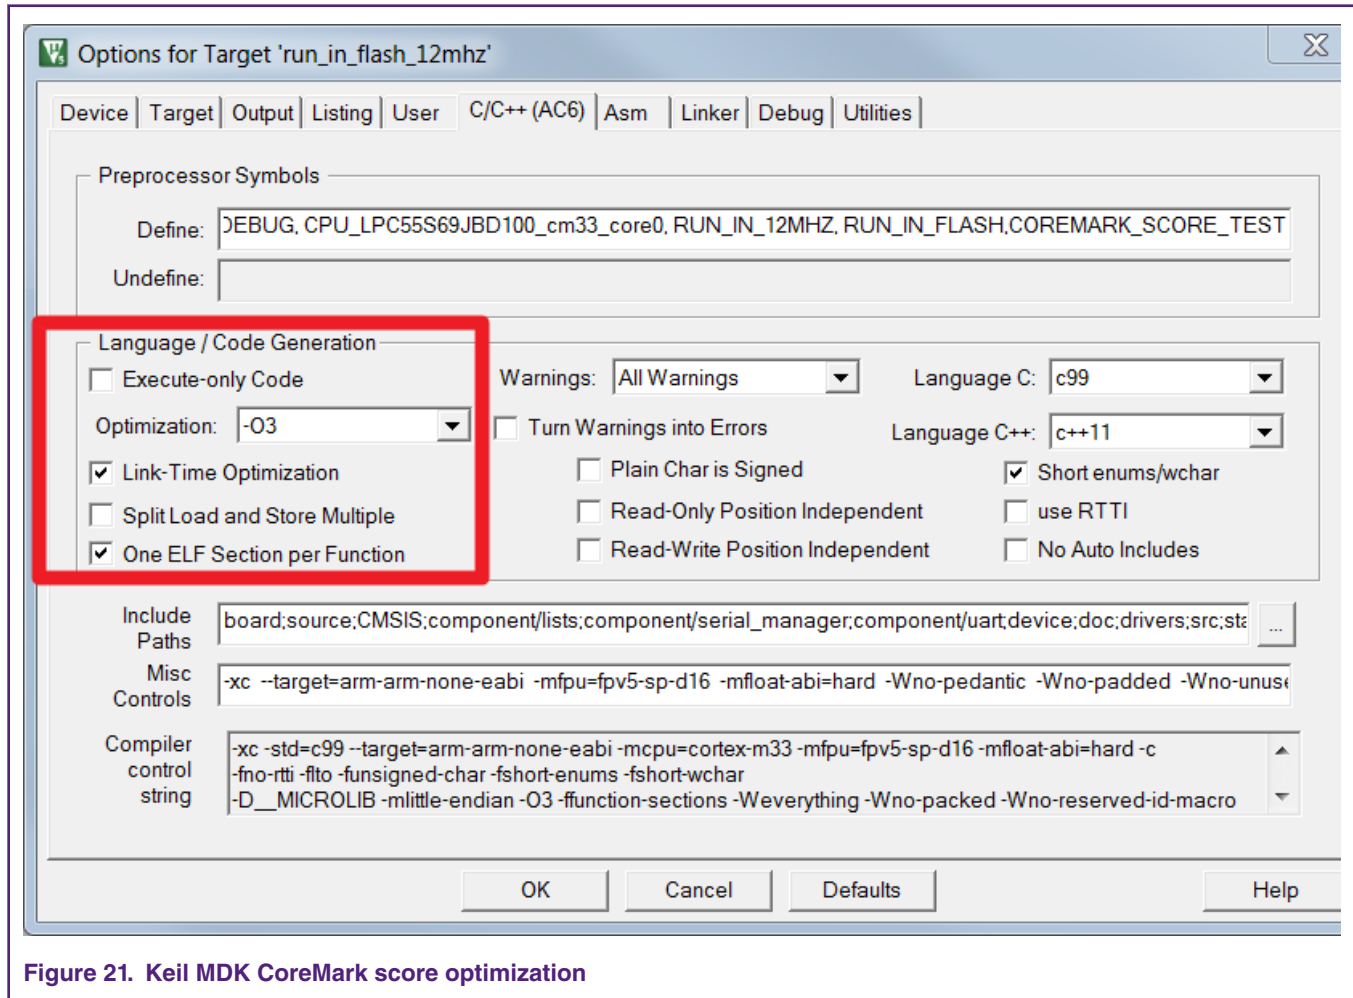 Options for Target 'run_in_flash_12mhz'
Device Target Output Listing User C/C++ (AC6) Asm Linker Debug Utilities
Preprocessor Symbols
Define: DEBUG, CPU_LPC55S69JBD100_cm33_core0, RUN_IN_12MHZ, RUN_IN_FLASH,COREMARK_SCORE_TEST
Undefine:
Language / Code Generation
Execute-only Code Warnings: All Warnings Language C: c99
Optimization: -O3 Turn Warnings into Errors Language C++: c++11
Link-Time Optimization Plain Char is Signed Short enums/wchar
Split Load and Store Multiple Read-Only Position Independent use RTTI
One ELF Section per Function Read-Write Position Independent No Auto Includes
Include Paths board;source;CMSIS;component/lists;component/serial_manager;component/uart;device;doc;drivers;src;sta ...
Misc Controls -xc --target=arm-arm-none-eabi -mfpu=fpv5-sp-d16 -mfloat-abi=hard -Wno-pedantic -Wno-padded -Wno-unuse
Compiler control string -xc -std=c99 --target=arm-arm-none-eabi -mcpu=cortex-m33 -mfpu=fpv5-sp-d16 -mfloat-abi=hard -c
-fno-rtti -flto -funsigned-char -fshort-enums -fshort-wchar
-D__MICROLIB -mlittle-endian -O3 -ffunction-sections -Weverything -Wno-packed -Wno-reserved-id-macro
OK Cancel Defaults Help
Figure 21. Keil MDK CoreMark score optimization